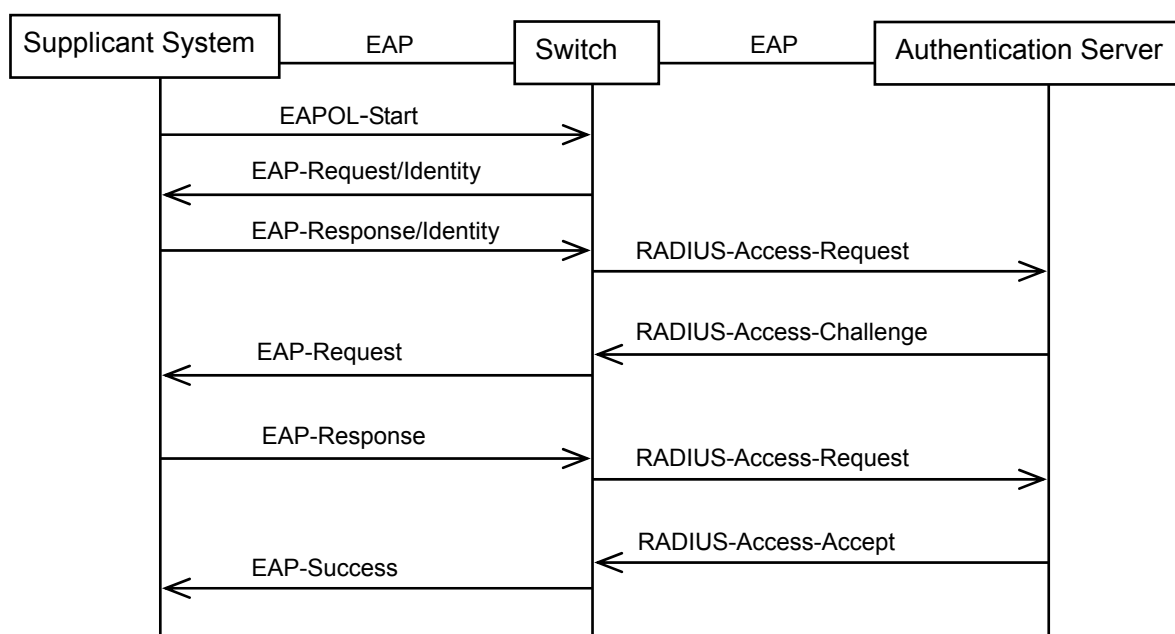 Supplicant System
EAP
Switch
EAP
Authentication Server
EAPOL-Start
EAP-Request/Identity
EAP-Response/Identity
RADIUS-Access-Request
RADIUS-Access-Challenge
EAP-Request
EAP-Response
RADIUS-Access-Request
RADIUS-Access-Accept
EAP-Success